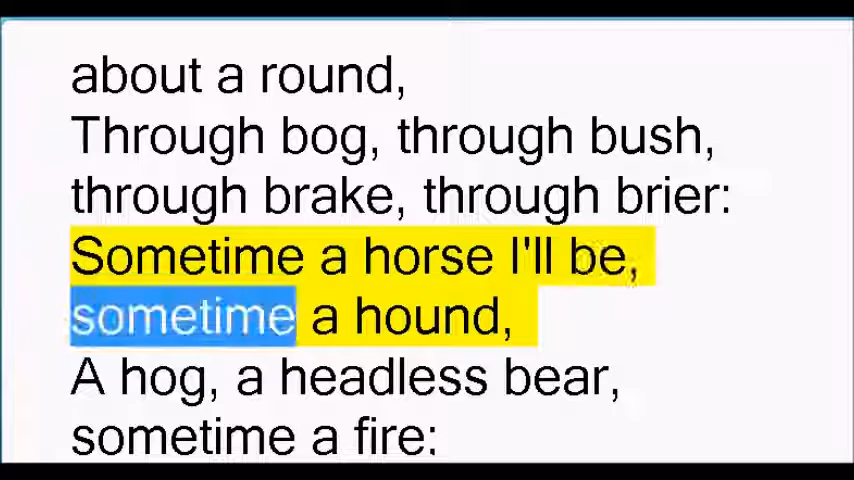 about a round,
Through bog, through bush,
through brake, through brier:
Sometime a horse I'll be,
sometime a hound,
A hog, a headless bear,
sometime a fire: